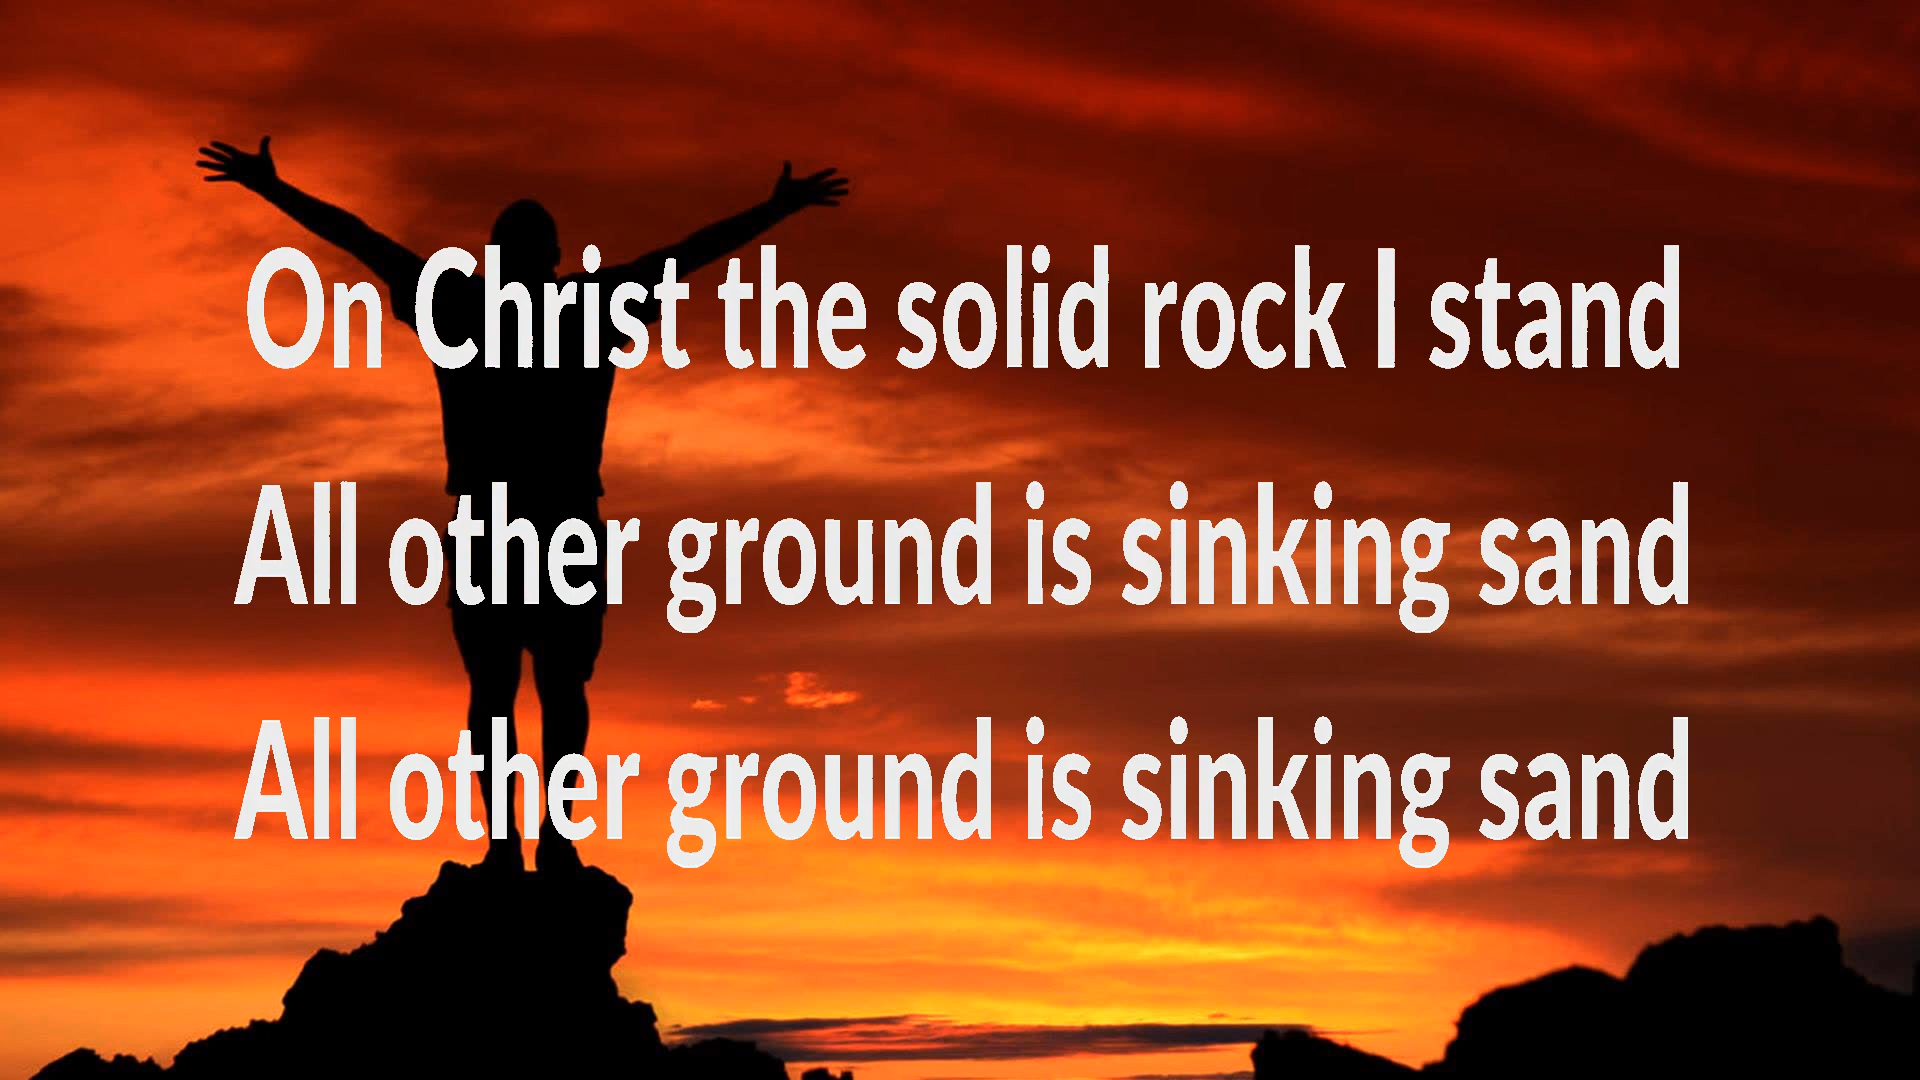 On Christ the solid rock I stand
All other ground is sinking sand
All other ground is sinking sand